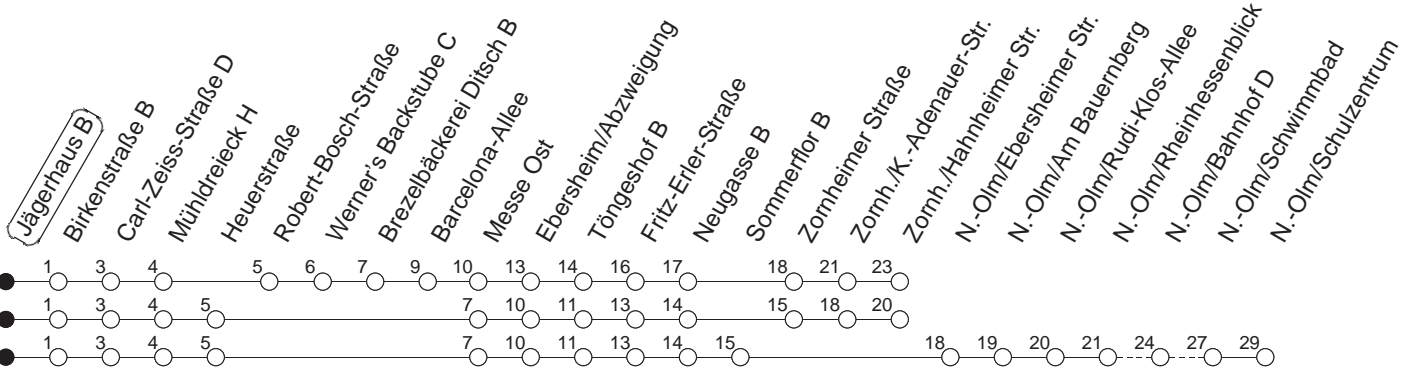 Jägerhaus B
Birkenstraße B
Carl-Zeiss-Straße D
Mühldreieck H
Heuerstraße
Robert-Bosch-Straße
Werner's Backstube C
Brezelbäckerei Ditsch B
Barcelona-Allee
Messe Ost
Ebersheim/Abzweigung
Töngeshof B
Fritz-Erler-Straße
Neugasse B
Sommerflor B
Zornheimer Straße
Zornh./K.-Adenauer-Str.
Zornh./Hahnheimer Str.
N.-Olm/Ebersheimer Str.
N.-Olm/Am Bauernberg
N.-Olm/Rudi-Klos-Allee
N.-Olm/Rheinhessenblick
N.-Olm/Bahnhof D
N.-Olm/Schwimmbad
N.-Olm/Schulzentrum
1 3 4 5 6 7 9 10 13 14 16 17 18 21 23
1 3 4 5 7 10 11 13 14 15 18 20
1 3 4 5 7 10 11 13 14 15 18 19 20 21 24 27 29